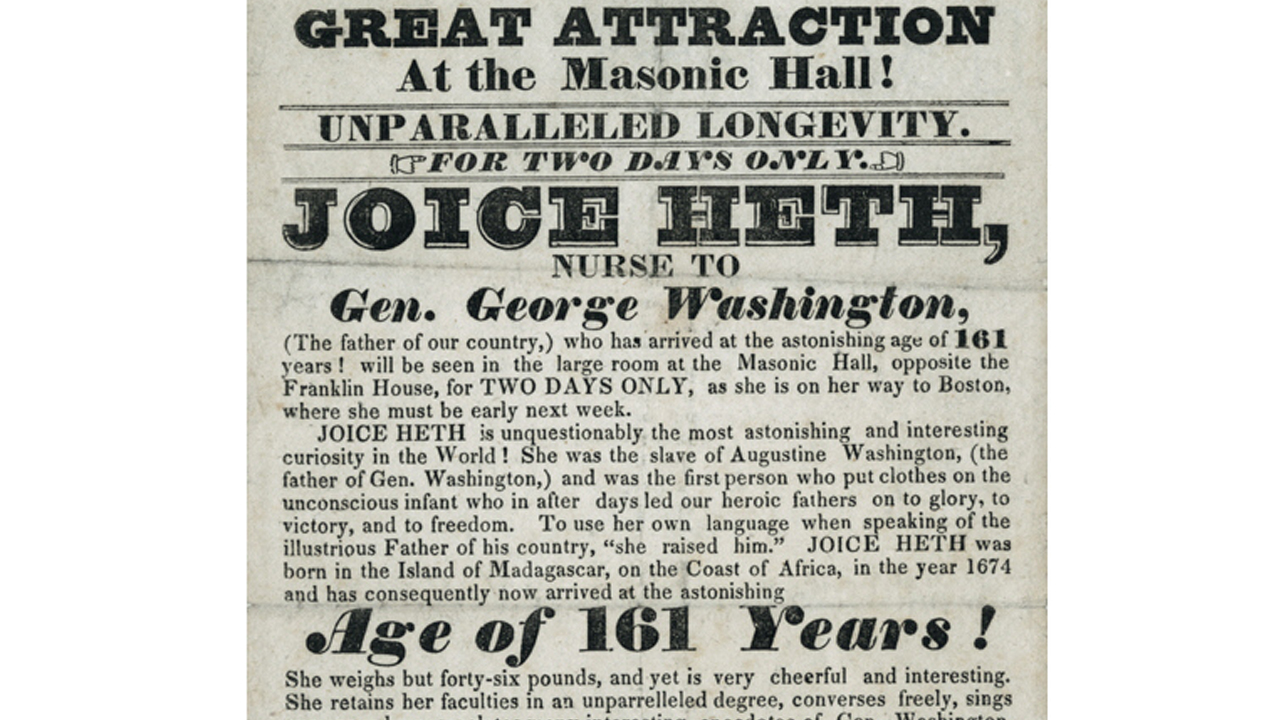 GREAT ATTRACTION
At the Masonic Hall!
UNPARALLELED LONGEVITY.
FOR TWO DAYS ONLY.
JOICE HETH,
NURSE TO
Gen. George Washington,
(The father of our country,) who has arrived at the astonishing age of 161
years! will be seen in the large room at the Masonic Hall, opposite the
Franklin House, for TWO DAYS ONLY, as she is on her way to Boston,
where she must be early next week.
JOICE HETH is unquestionably the most astonishing and interesting
curiosity in the World! She was the slave of Augustine Washington, (the
father of Gen. Washington,) and was the first person who put clothes on the
unconscious infant who in after days led our heroic fathers on to glory, to
victory, and to freedom. To use her own language when speaking of the
illustrious Father of his country, “she raised him.” JOICE HETH was
born in the Island of Madagascar, on the Coast of Africa, in the year 1674
and has consequently now arrived at the astonishing
Age of 161 Years!
She weighs but forty-six pounds, and yet is very cheerful and interesting.
She retains her faculties in an unparrelleled degree, converses freely, sings
interesting anecdotes of Gen. Washington